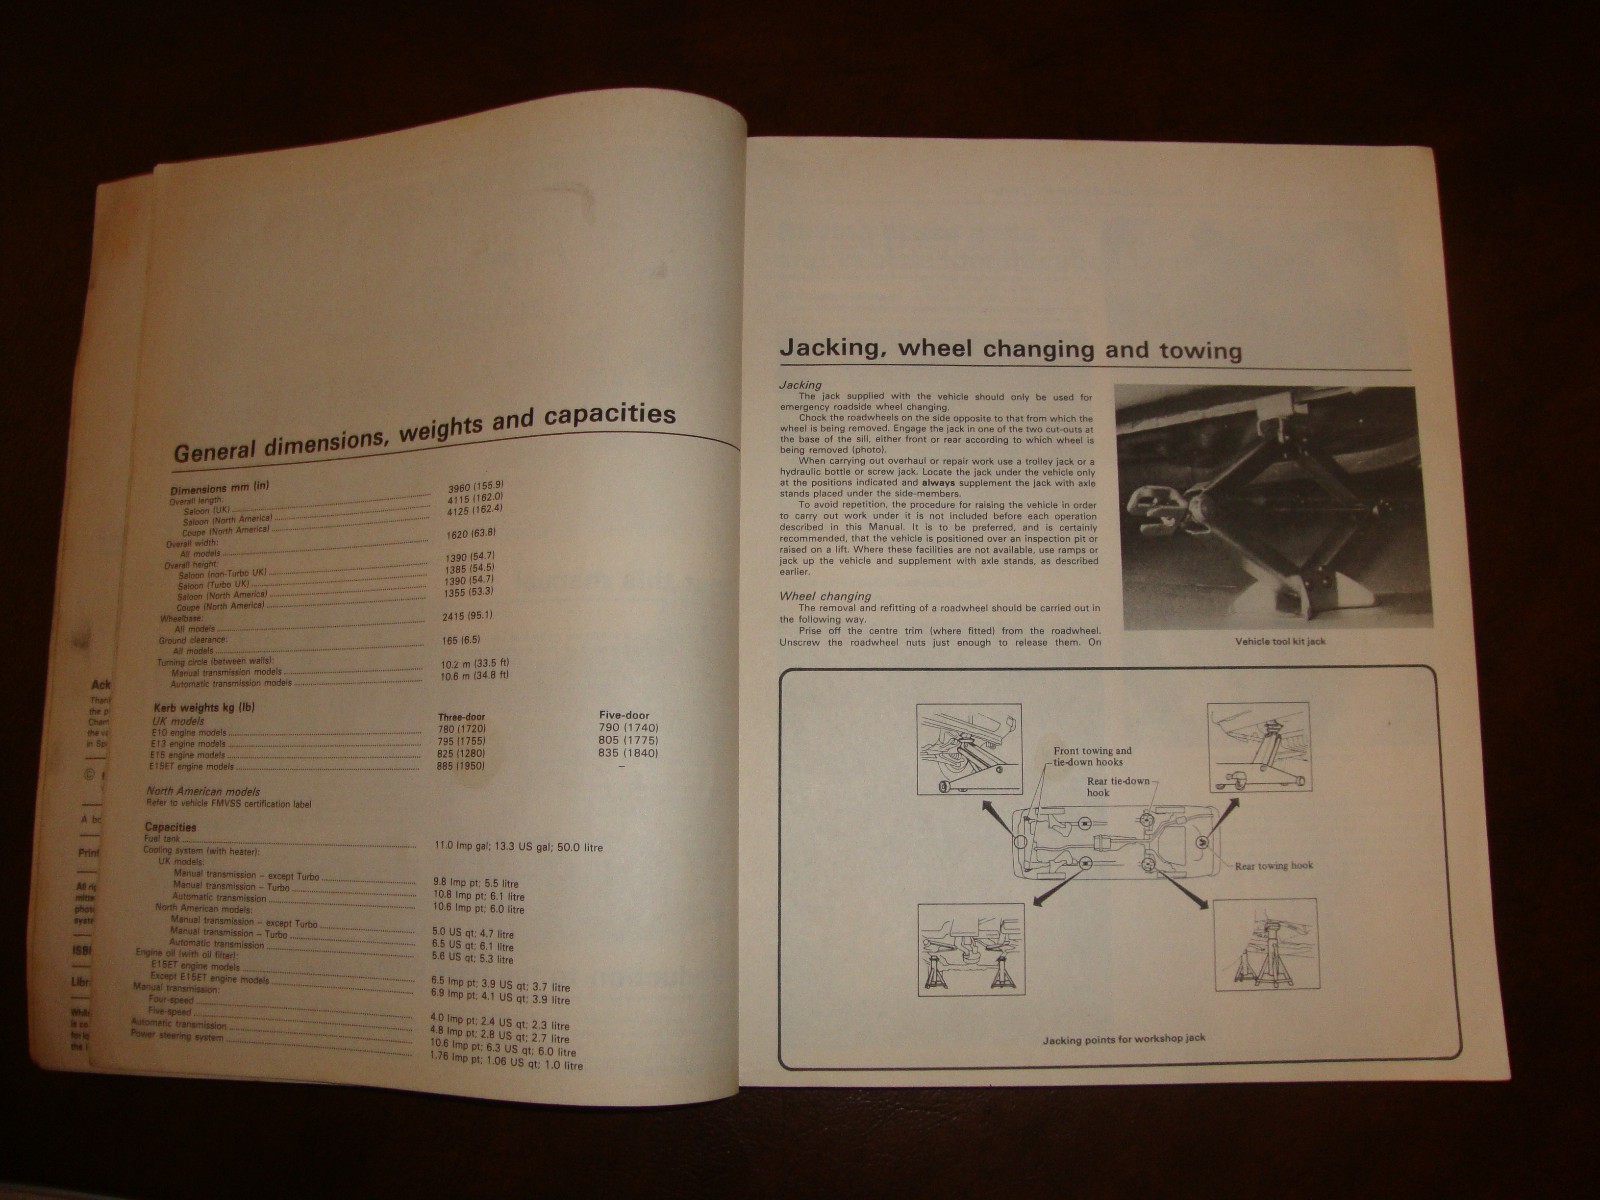 General dimensions, weights and capacities
Dimensions mm (in)
Overall length:
Saloon (UK) 3960 (155.9)
Saloon (North America) 4115 (162.0)
Coupe (North America) 4125 (162.4)
Overall width:
All models 1620 (63.8)
Overall height:
Saloon (non-Turbo UK) 1390 (54.7)
Saloon (Turbo UK) 1385 (54.5)
Saloon (North America) 1390 (54.7)
Coupe (North America) 1355 (53.3)
Wheelbase:
All models 2415 (95.1)
Ground clearance:
All models 165 (6.5)
Turning circle (between walls):
Manual transmission models 10.2 m (33.5 ft)
Automatic transmission models 10.6 m (34.8 ft)
Kerb weights kg (lb)
UK models Three-door Five-door
E10 engine models 780 (1720) 790 (1740)
E13 engine models 795 (1755) 805 (1775)
E15 engine models 825 (1280) 835 (1840)
E15ET engine models 885 (1950) –
North American models
Refer to vehicle FMVSS certification label
Capacities
Fuel tank 11.0 Imp gal; 13.3 US gal; 50.0 litre
Cooling system (with heater):
UK models:
Manual transmission – except Turbo 9.8 Imp pt; 5.5 litre
Manual transmission – Turbo 10.8 Imp pt; 6.1 litre
Automatic transmission 10.6 Imp pt; 6.0 litre
North American models:
Manual transmission – except Turbo 5.0 US qt; 4.7 litre
Manual transmission – Turbo 6.5 US qt; 6.1 litre
Automatic transmission 5.6 US qt; 5.3 litre
Engine oil (with oil filter):
E15ET engine models 6.5 Imp pt; 3.9 US qt; 3.7 litre
Except E15ET engine models 6.9 Imp pt; 4.1 US qt; 3.9 litre
Manual transmission:
Four-speed 4.0 Imp pt; 2.4 US qt; 2.3 litre
Five-speed 4.8 Imp pt; 2.8 US qt; 2.7 litre
Automatic transmission 10.6 Imp pt; 6.3 US qt; 6.0 litre
Power steering system 1.76 Imp pt; 1.06 US qt; 1.0 litre
Jacking, wheel changing and towing
Jacking
The jack supplied with the vehicle should only be used for
emergency roadside wheel changing.
Chock the roadwheels on the side opposite to that from which the
wheel is being removed. Engage the jack in one of the two cut-outs at
the base of the sill, either front or rear according to which wheel is
being removed (photo).
When carrying out overhaul or repair work use a trolley jack or a
hydraulic bottle or screw jack. Locate the jack under the vehicle only
at the positions indicated and always supplement the jack with axle
stands placed under the side-members.
To avoid repetition, the procedure for raising the vehicle in order
to carry out work under it is not included before each operation
described in this Manual. It is to be preferred, and is certainly
recommended, that the vehicle is positioned over an inspection pit or
raised on a lift. Where these facilities are not available, use ramps or
jack up the vehicle and supplement with axle stands, as described
earlier.
Wheel changing
The removal and refitting of a roadwheel should be carried out in
the following way.
Prise off the centre trim (where fitted) from the roadwheel.
Unscrew the roadwheel nuts just enough to release them. On
Vehicle tool kit jack
Front towing and
tie-down hooks
Rear tie-down
hook
Rear towing hook
Jacking points for workshop jack